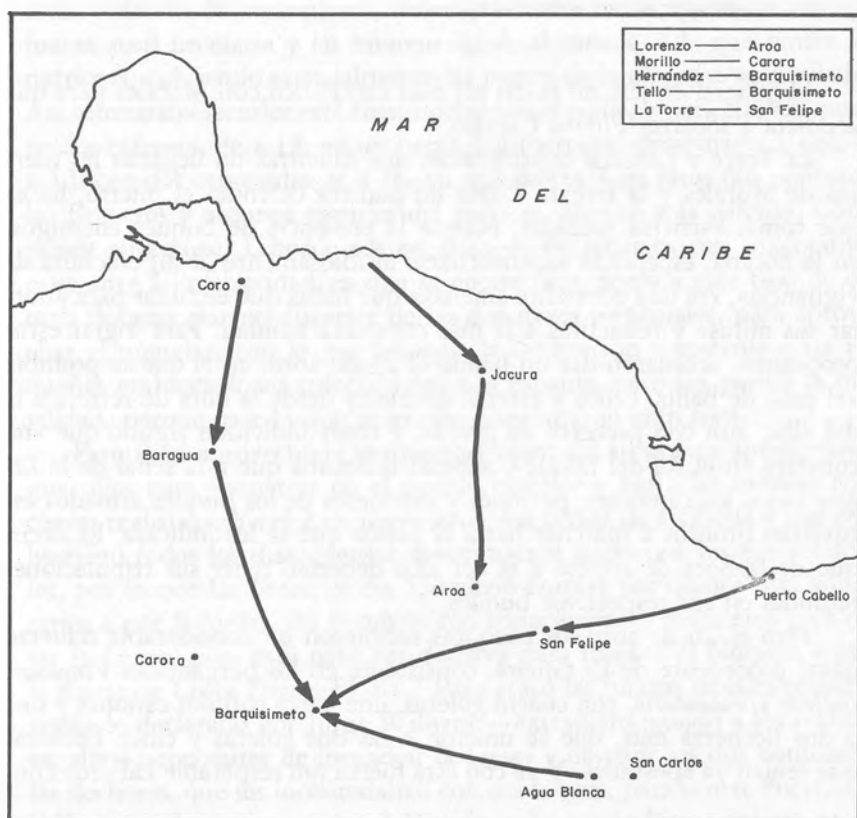 Lorenzo Aroa
Morillo Carora
Hernández Barquisimeto
Tello Barquisimeto
La Torre San Felipe
MAR
DEL
CARIBE
Coro
Jacura
Baragua
Aroa
Puerto Cabello
San Felipe
Carora
Barquisimeto
San Carlos
Agua Blanca